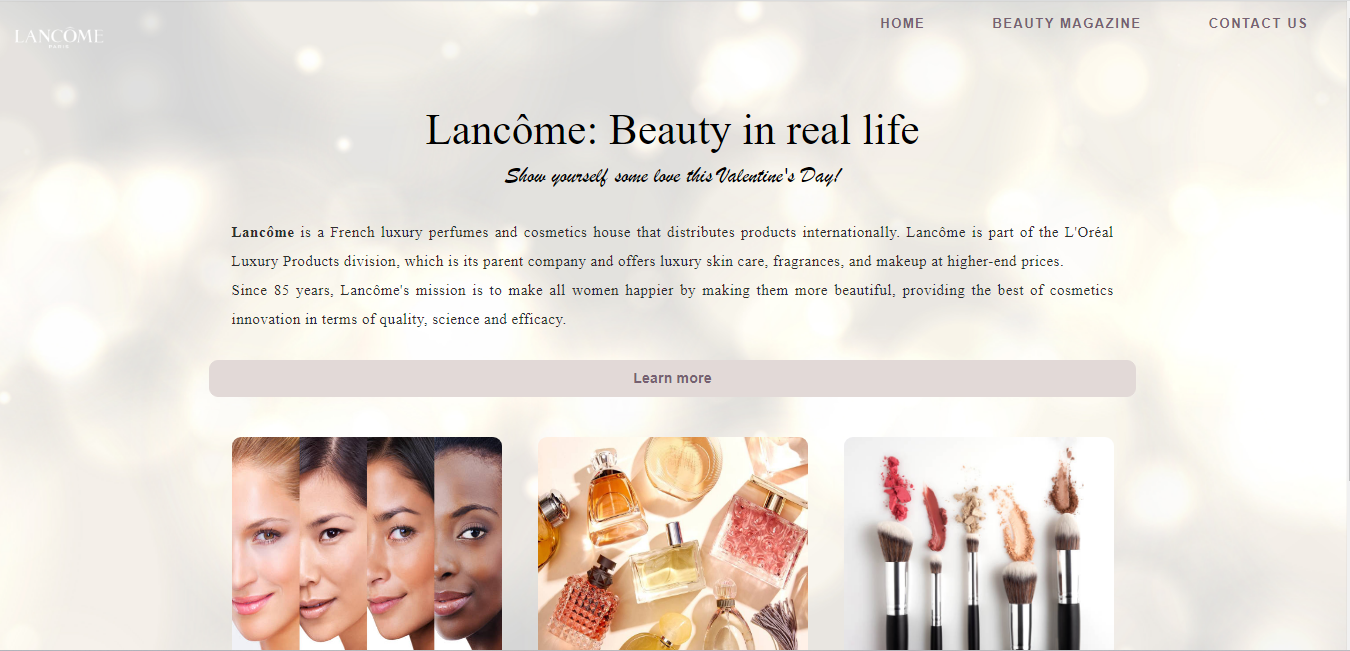 LANCÔME
PARIS
HOME BEAUTY MAGAZINE CONTACT US
Lancôme: Beauty in real life
Show yourself some love this Valentine's Day!
Lancôme is a French luxury perfumes and cosmetics house that distributes products internationally. Lancôme is part of the L'Oréal
Luxury Products division, which is its parent company and offers luxury skin care, fragrances, and makeup at higher-end prices.
Since 85 years, Lancôme's mission is to make all women happier by making them more beautiful, providing the best of cosmetics
innovation in terms of quality, science and efficacy.
Learn more